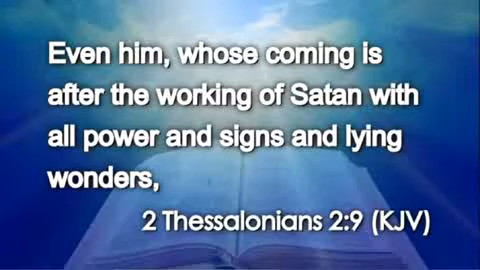 Even him, whose coming is
after the working of Satan with
all power and signs and lying
wonders,
2 Thessalonians 2:9 (KJV)